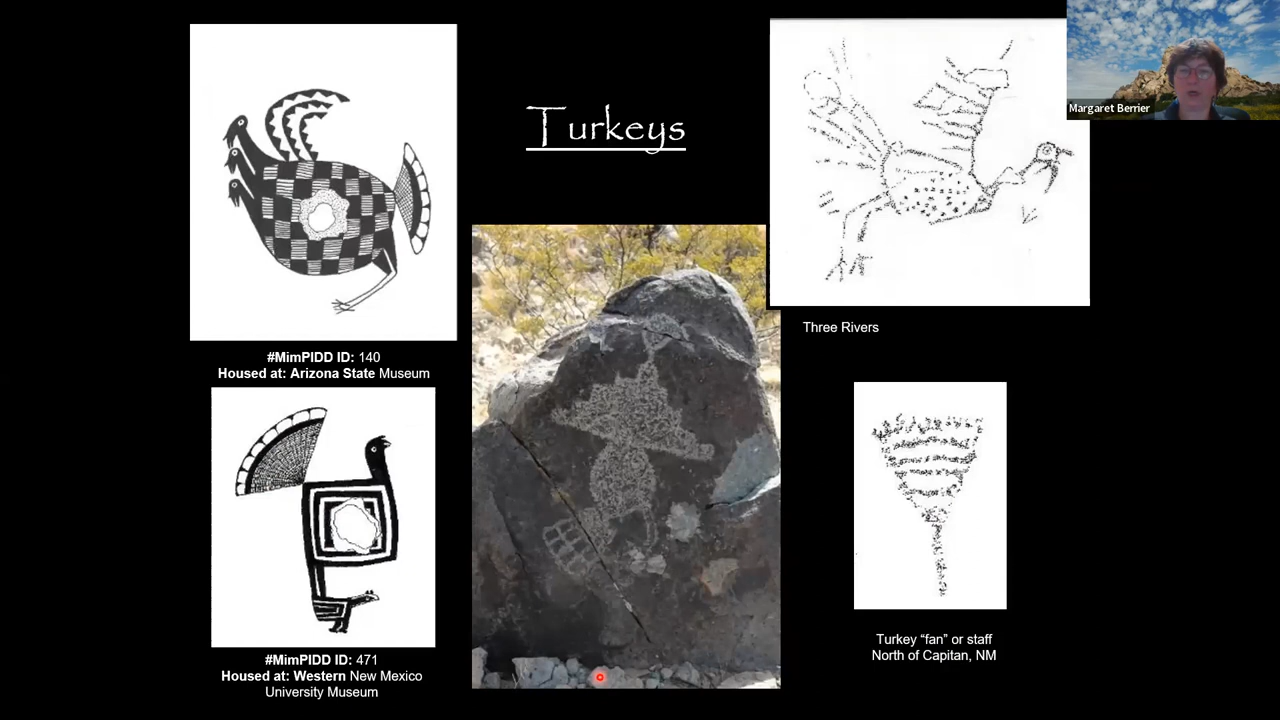 Turkeys
Margaret Berrier
#MimPIDD ID: 140
Housed at: Arizona State Museum
Three Rivers
#MimPIDD ID: 471
Housed at: Western New Mexico
University Museum
Turkey “fan” or staff
North of Capitan, NM